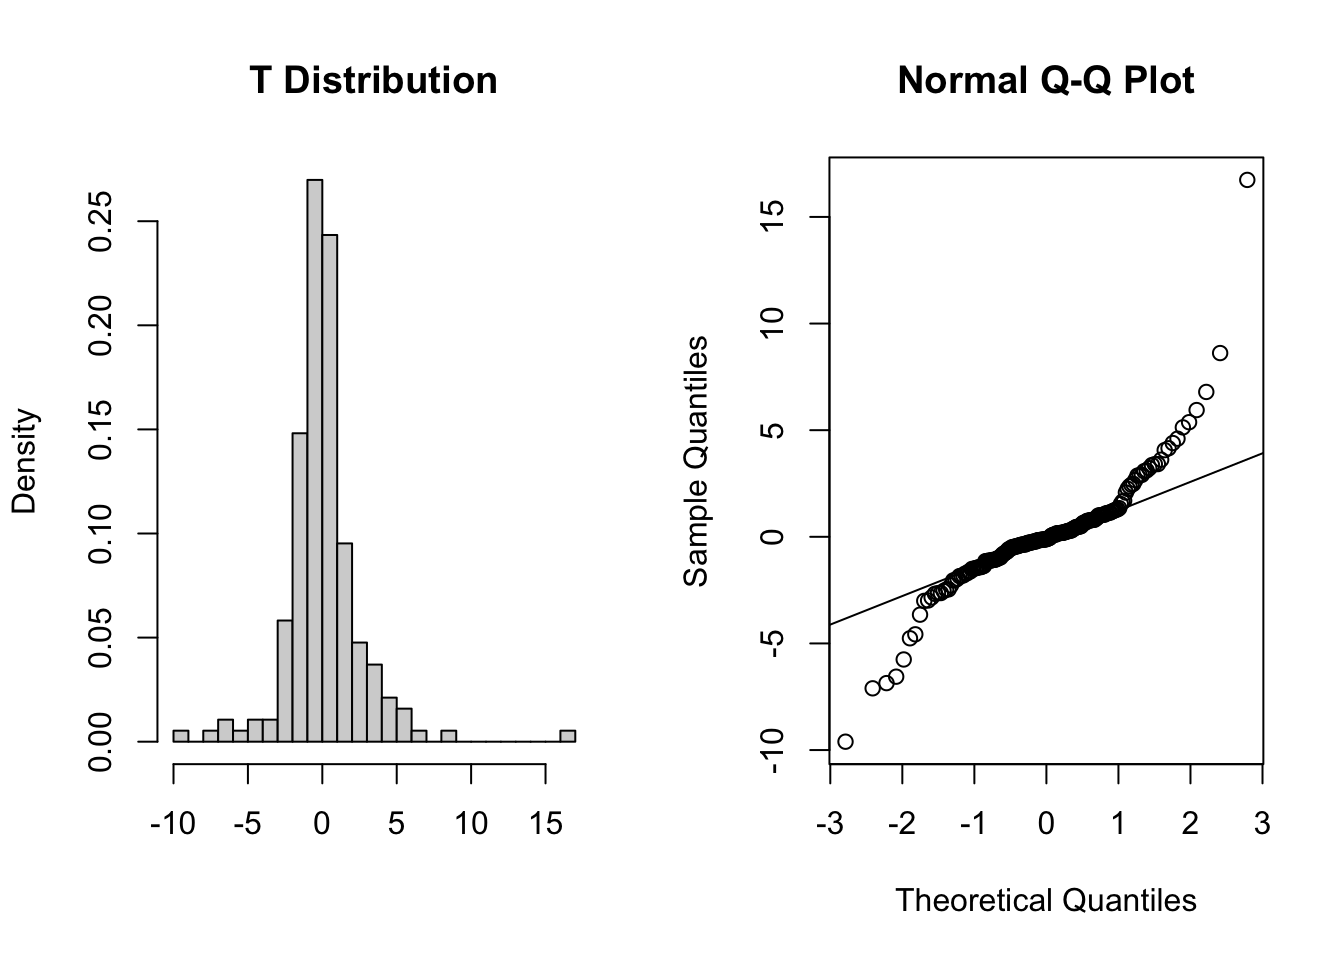 T Distribution
Density
0.00 0.05 0.10 0.15 0.20 0.25
-10 -5 0 5 10 15
Normal Q-Q Plot
Sample Quantiles
-10 -5 0 5 10 15
-3 -2 -1 0 1 2 3
Theoretical Quantiles